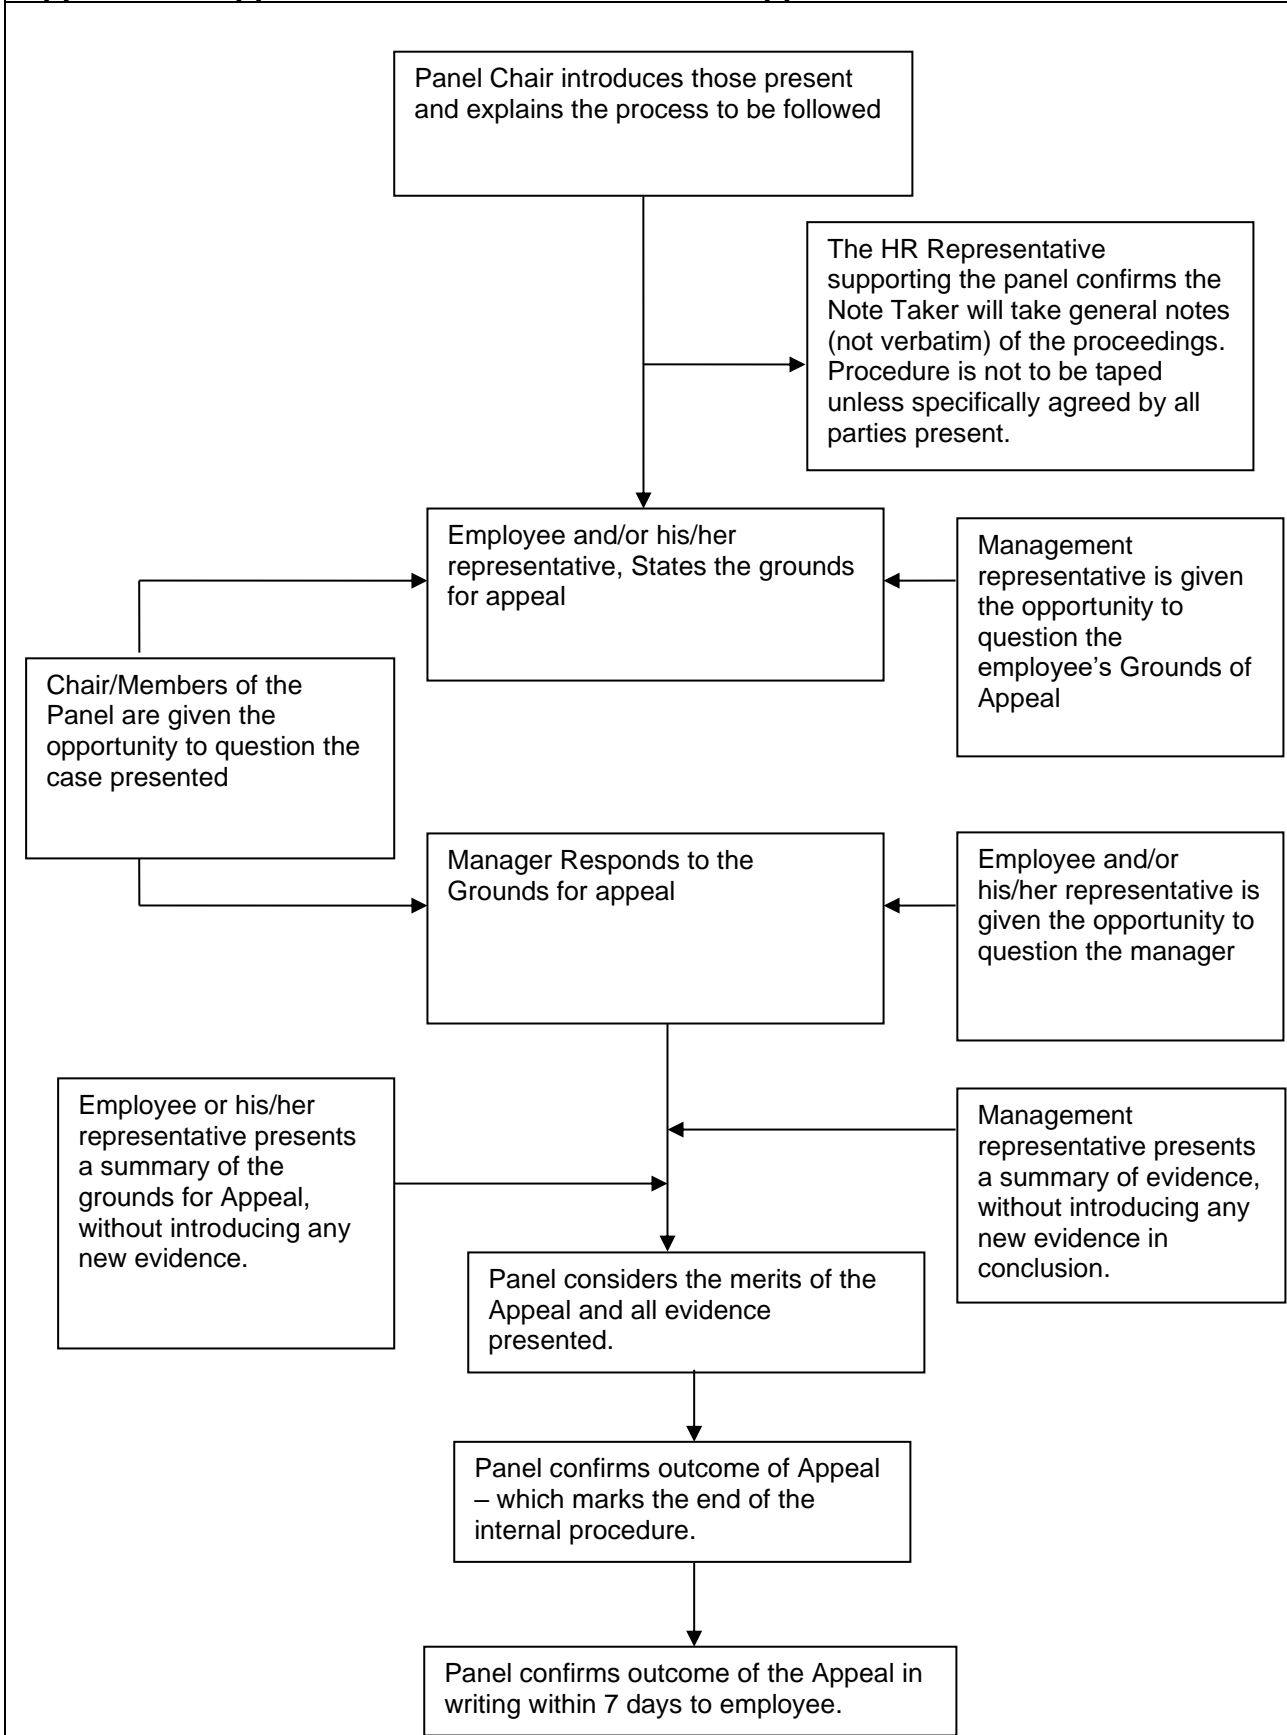 Panel Chair introduces those present
and explains the process to be followed
The HR Representative
supporting the panel confirms the
Note Taker will take general notes
(not verbatim) of the proceedings.
Procedure is not to be taped
unless specifically agreed by all
parties present.
Employee and/or his/her
representative, States the grounds
for appeal
Management
representative is given
the opportunity to
question the
employee’s Grounds of
Appeal
Chair/Members of the
Panel are given the
opportunity to question the
case presented
Manager Responds to the
Grounds for appeal
Employee and/or
his/her representative is
given the opportunity to
question the manager
Employee or his/her
representative presents
a summary of the
grounds for Appeal,
without introducing any
new evidence.
Management
representative presents
a summary of evidence,
without introducing any
new evidence in
conclusion.
Panel considers the merits of the
Appeal and all evidence
presented.
Panel confirms outcome of Appeal
– which marks the end of the
internal procedure.
Panel confirms outcome of the Appeal in
writing within 7 days to employee.